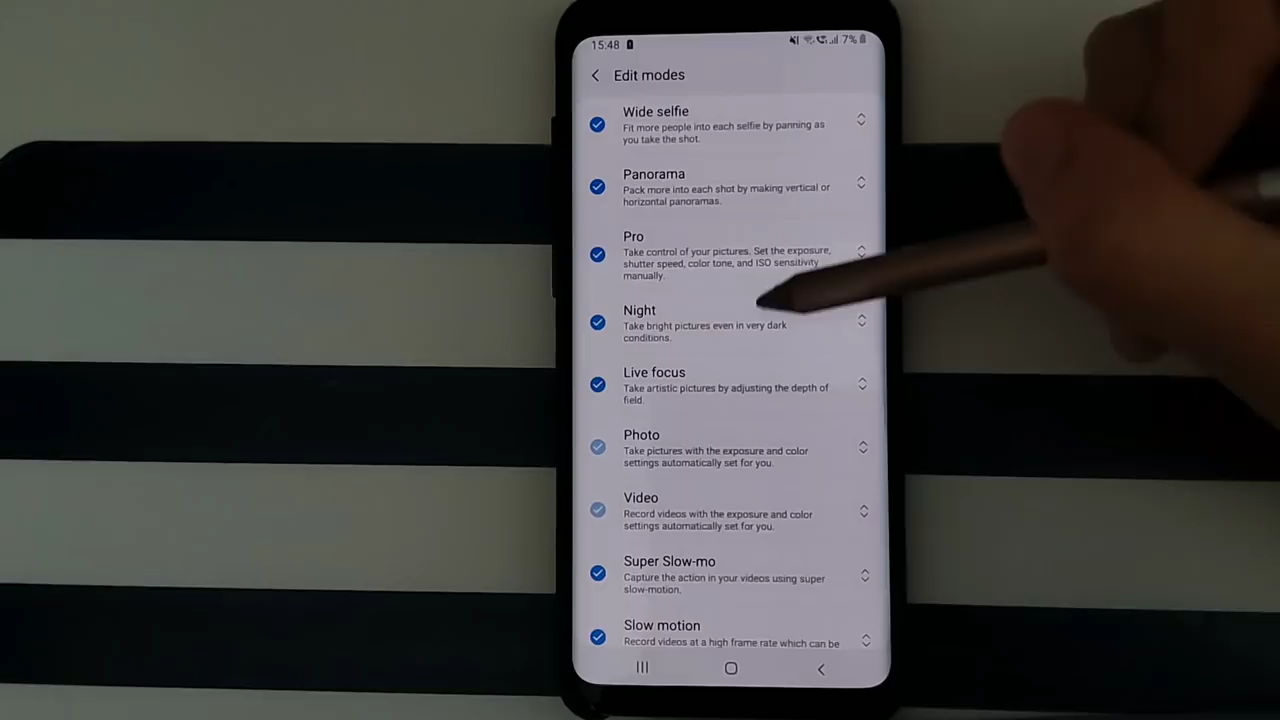 15:48
7%
Edit modes
Wide selfie
Fit more people into each selfie by panning as
you take the shot.
Panorama
Pack more into each shot by making vertical or
horizontal panoramas.
Pro
Take control of your pictures. Set the exposure,
shutter speed, color tone, and ISO sensitivity
manually.
Night
Take bright pictures even in very dark
conditions.
Live focus
Take artistic pictures by adjusting the depth of
field.
Photo
Take pictures with the exposure and color
settings automatically set for you.
Video
Record videos with the exposure and color
settings automatically set for you.
Super Slow-mo
Capture the action in your videos using super
slow-motion.
Slow motion
Record videos at a high frame rate which can be